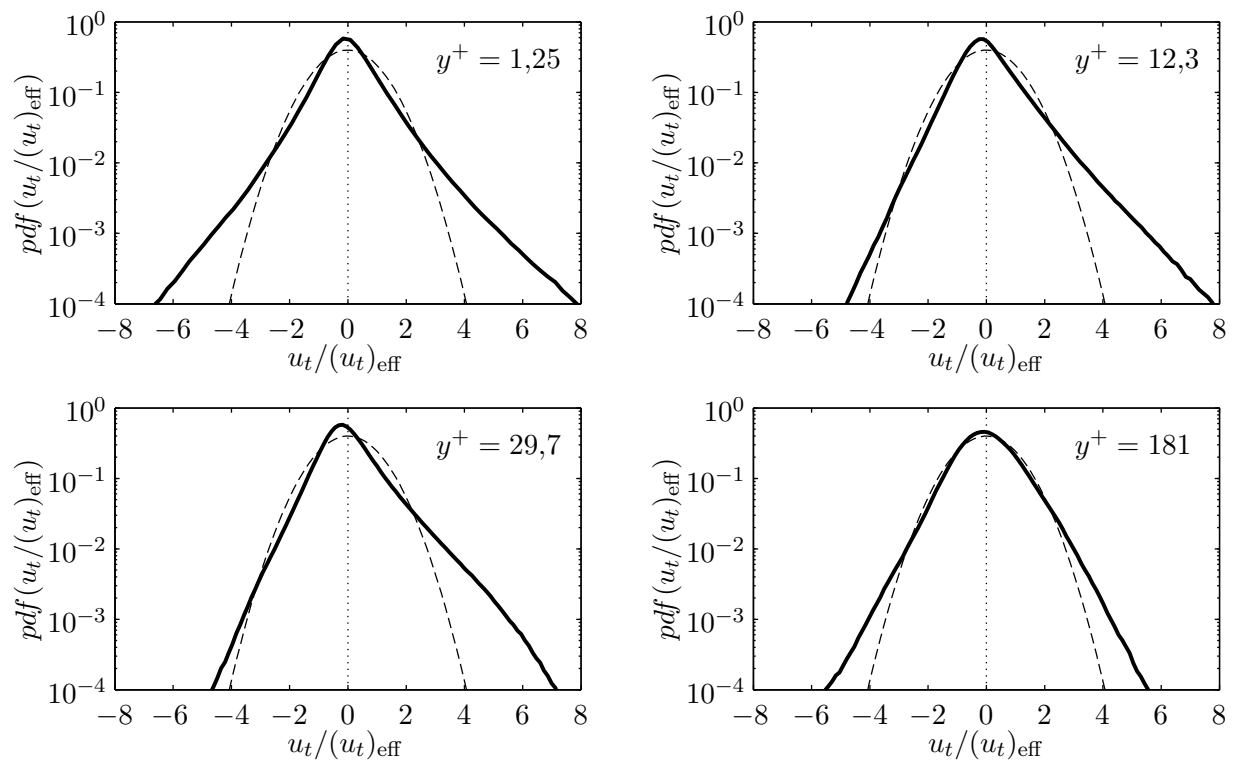 pdf(u_t/(u_t)_eff)
10^0
10^−1
10^−2
10^−3
10^−4
y^+ = 1,25
−8 −6 −4 −2 0 2 4 6 8
u_t/(u_t)_eff
pdf(u_t/(u_t)_eff)
10^0
10^−1
10^−2
10^−3
10^−4
y^+ = 12,3
−8 −6 −4 −2 0 2 4 6 8
u_t/(u_t)_eff
pdf(u_t/(u_t)_eff)
10^0
10^−1
10^−2
10^−3
10^−4
y^+ = 29,7
−8 −6 −4 −2 0 2 4 6 8
u_t/(u_t)_eff
pdf(u_t/(u_t)_eff)
10^0
10^−1
10^−2
10^−3
10^−4
y^+ = 181
−8 −6 −4 −2 0 2 4 6 8
u_t/(u_t)_eff